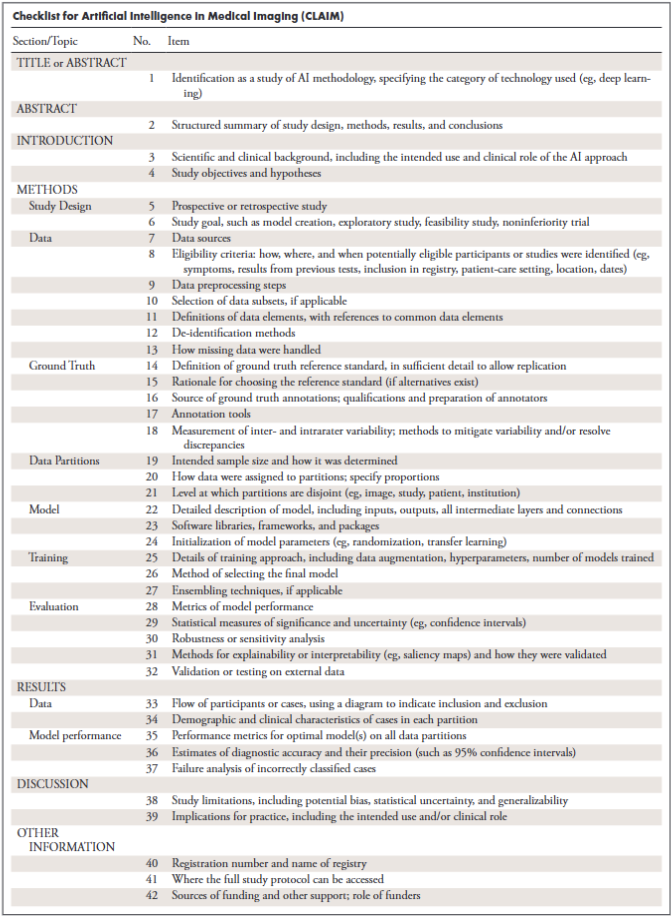 Checklist for Artificial Intelligence in Medical Imaging (CLAIM)
Section/Topic No. Item
TITLE or ABSTRACT
1 Identification as a study of AI methodology, specifying the category of technology used (eg, deep learn-
ing)
ABSTRACT
2 Structured summary of study design, methods, results, and conclusions
INTRODUCTION
3 Scientific and clinical background, including the intended use and clinical role of the AI approach
4 Study objectives and hypotheses
METHODS
Study Design 5 Prospective or retrospective study
6 Study goal, such as model creation, exploratory study, feasibility study, noninferiority trial
Data 7 Data sources
8 Eligibility criteria: how, where, and when potentially eligible participants or studies were identified (eg,
symptoms, results from previous tests, inclusion in registry, patient-care setting, location, dates)
9 Data preprocessing steps
10 Selection of data subsets, if applicable
11 Definitions of data elements, with references to common data elements
12 De-identification methods
13 How missing data were handled
Ground Truth 14 Definition of ground truth reference standard, in sufficient detail to allow replication
15 Rationale for choosing the reference standard (if alternatives exist)
16 Source of ground truth annotations; qualifications and preparation of annotators
17 Annotation tools
18 Measurement of inter- and intrarater variability; methods to mitigate variability and/or resolve
discrepancies
Data Partitions 19 Intended sample size and how it was determined
20 How data were assigned to partitions; specify proportions
21 Level at which partitions are disjoint (eg, image, study, patient, institution)
Model 22 Detailed description of model, including inputs, outputs, all intermediate layers and connections
23 Software libraries, frameworks, and packages
24 Initialization of model parameters (eg, randomization, transfer learning)
Training 25 Details of training approach, including data augmentation, hyperparameters, number of models trained
26 Method of selecting the final model
27 Ensembling techniques, if applicable
Evaluation 28 Metrics of model performance
29 Statistical measures of significance and uncertainty (eg, confidence intervals)
30 Robustness or sensitivity analysis
31 Methods for explainability or interpretability (eg, saliency maps) and how they were validated
32 Validation or testing on external data
RESULTS
Data 33 Flow of participants or cases, using a diagram to indicate inclusion and exclusion
34 Demographic and clinical characteristics of cases in each partition
Model performance 35 Performance metrics for optimal model(s) on all data partitions
36 Estimates of diagnostic accuracy and their precision (such as 95% confidence intervals)
37 Failure analysis of incorrectly classified cases
DISCUSSION
38 Study limitations, including potential bias, statistical uncertainty, and generalizability
39 Implications for practice, including the intended use and/or clinical role
OTHER
INFORMATION
40 Registration number and name of registry
41 Where the full study protocol can be accessed
42 Sources of funding and other support; role of funders